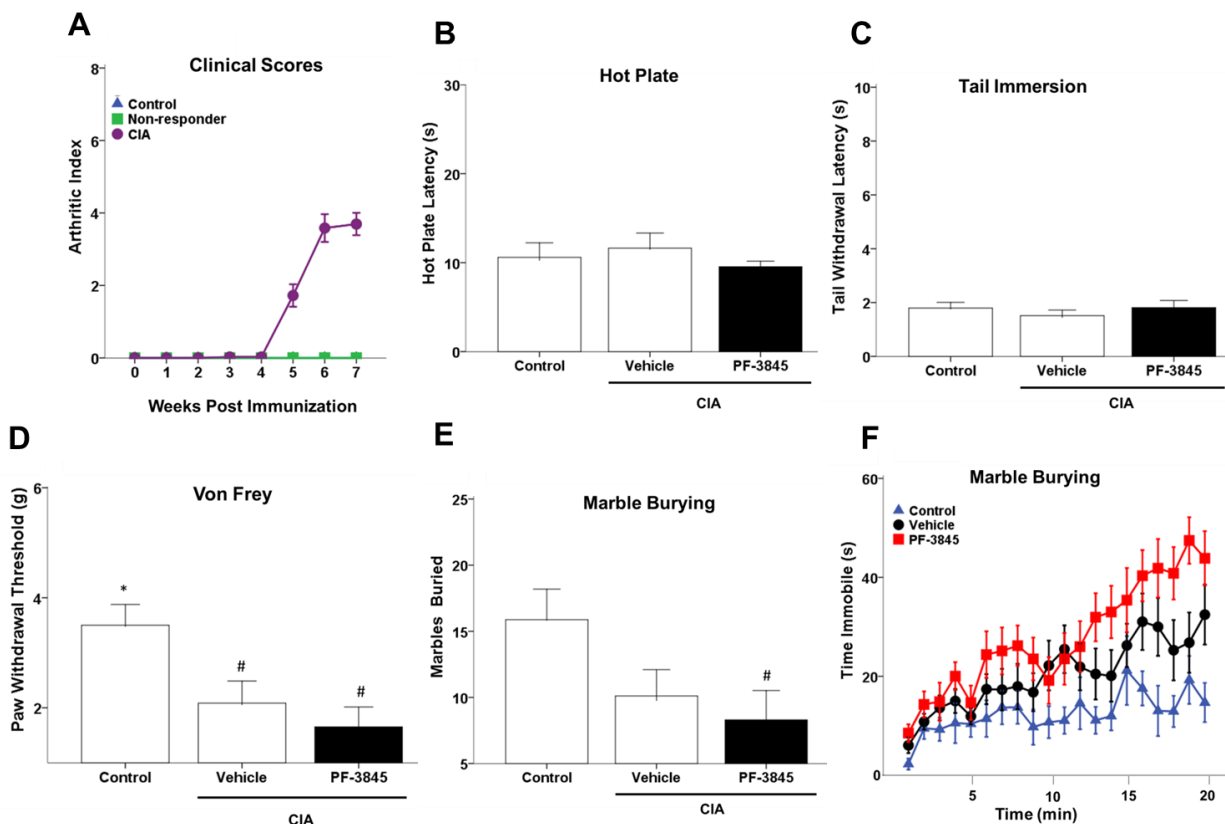 A
Clinical Scores
8
6
4
2
0
Control
Non-responder
CIA
Arthritic Index
0 1 2 3 4 5 6 7
Weeks Post Immunization
B
Hot Plate
30
20
10
0
Hot Plate Latency (s)
Control Vehicle PF-3845
CIA
C
Tail Immersion
10
8
6
4
2
0
Tail Withdrawal Latency (s)
Control Vehicle PF-3845
CIA
D
Von Frey
6
4
2
Paw Withdrawal Threshold (g)
*
#
#
Control Vehicle PF-3845
CIA
E
Marble Burying
25
20
15
10
5
Marbles Buried
#
Control Vehicle PF-3845
CIA
F
Marble Burying
60
40
20
0
Control
Vehicle
PF-3845
Time Immobile (s)
5 10 15 20
Time (min)